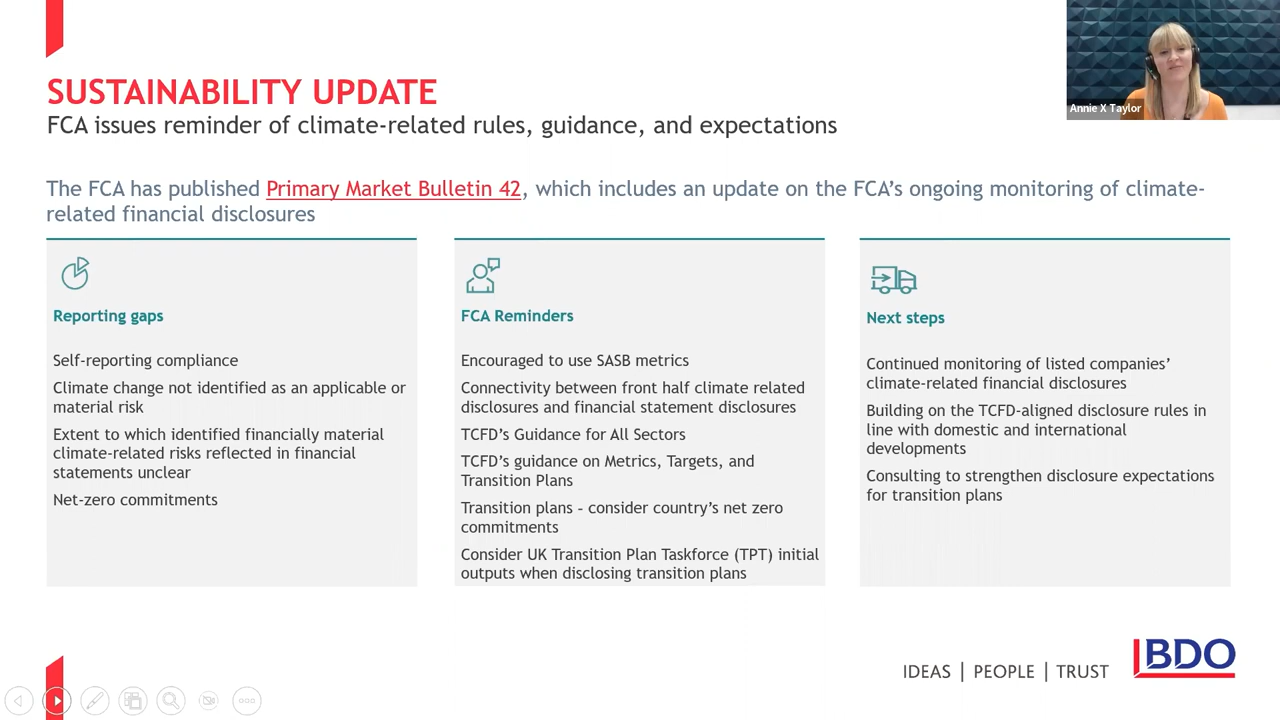 Annie X Taylor
SUSTAINABILITY UPDATE
FCA issues reminder of climate-related rules, guidance, and expectations
The FCA has published Primary Market Bulletin 42, which includes an update on the FCA's ongoing monitoring of climate-
related financial disclosures
Reporting gaps
Self-reporting compliance
Climate change not identified as an applicable or
material risk
Extent to which identified financially material
climate-related risks reflected in financial
statements unclear
Net-zero commitments
FCA Reminders
Encouraged to use SASB metrics
Connectivity between front half climate related
disclosures and financial statement disclosures
TCFD's Guidance for All Sectors
TCFD's guidance on Metrics, Targets, and
Transition Plans
Transition plans – consider country's net zero
commitments
Consider UK Transition Plan Taskforce (TPT) initial
outputs when disclosing transition plans
Next steps
Continued monitoring of listed companies'
climate-related financial disclosures
Building on the TCFD-aligned disclosure rules in
line with domestic and international
developments
Consulting to strengthen disclosure expectations
for transition plans
IDEAS | PEOPLE | TRUST
BDO